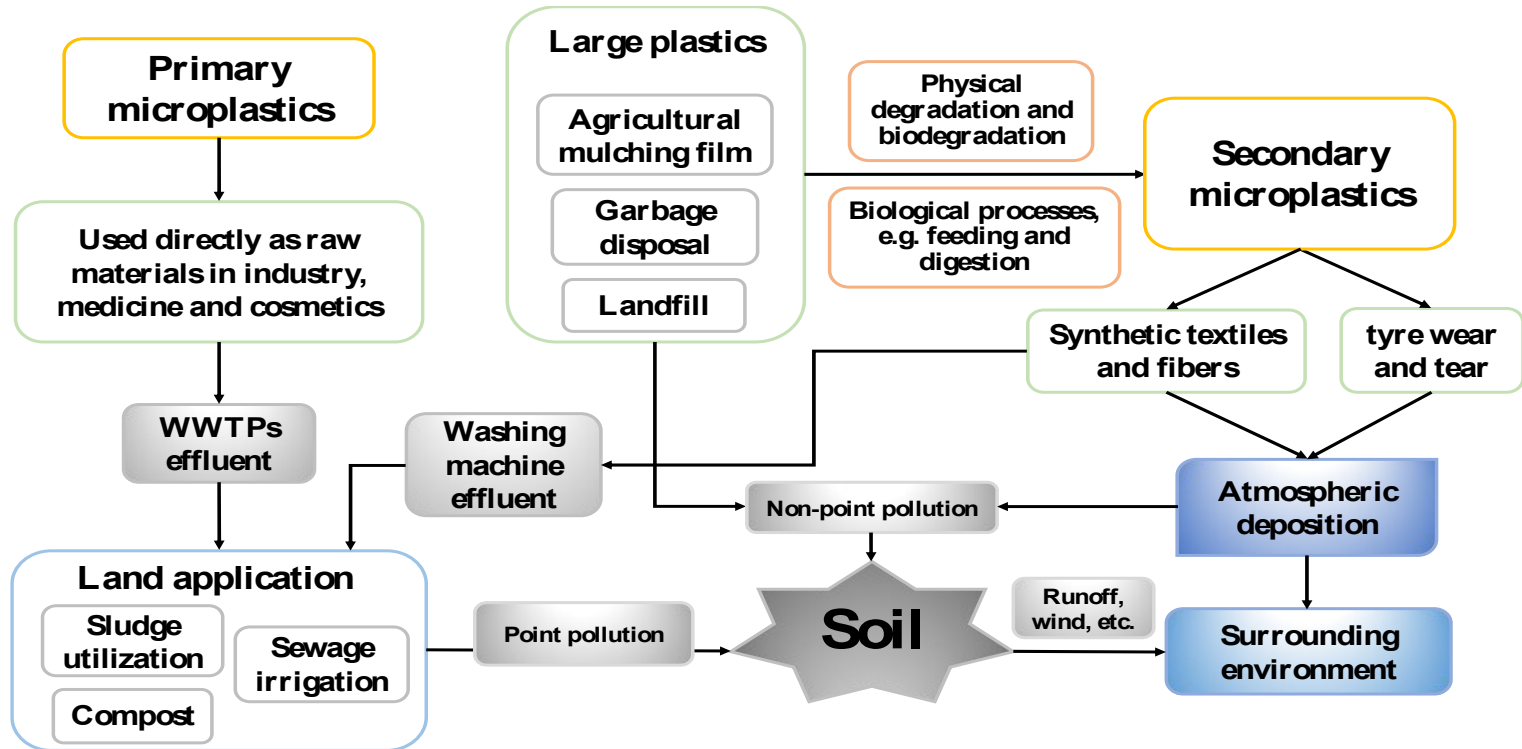 Primary
microplastics
Used directly as raw
materials in industry,
medicine and cosmetics
WWTPs
effluent
Large plastics
Agricultural
mulching film
Garbage
disposal
Landfill
Physical
degradation and
biodegradation
Biological processes,
e.g. feeding and
digestion
Secondary
microplastics
Synthetic textiles
and fibers
tyre wear
and tear
Washing
machine
effluent
Non-point pollution
Atmospheric
deposition
Land application
Sludge
utilization
Sewage
irrigation
Compost
Point pollution
Soil
Runoff,
wind, etc.
Surrounding
environment